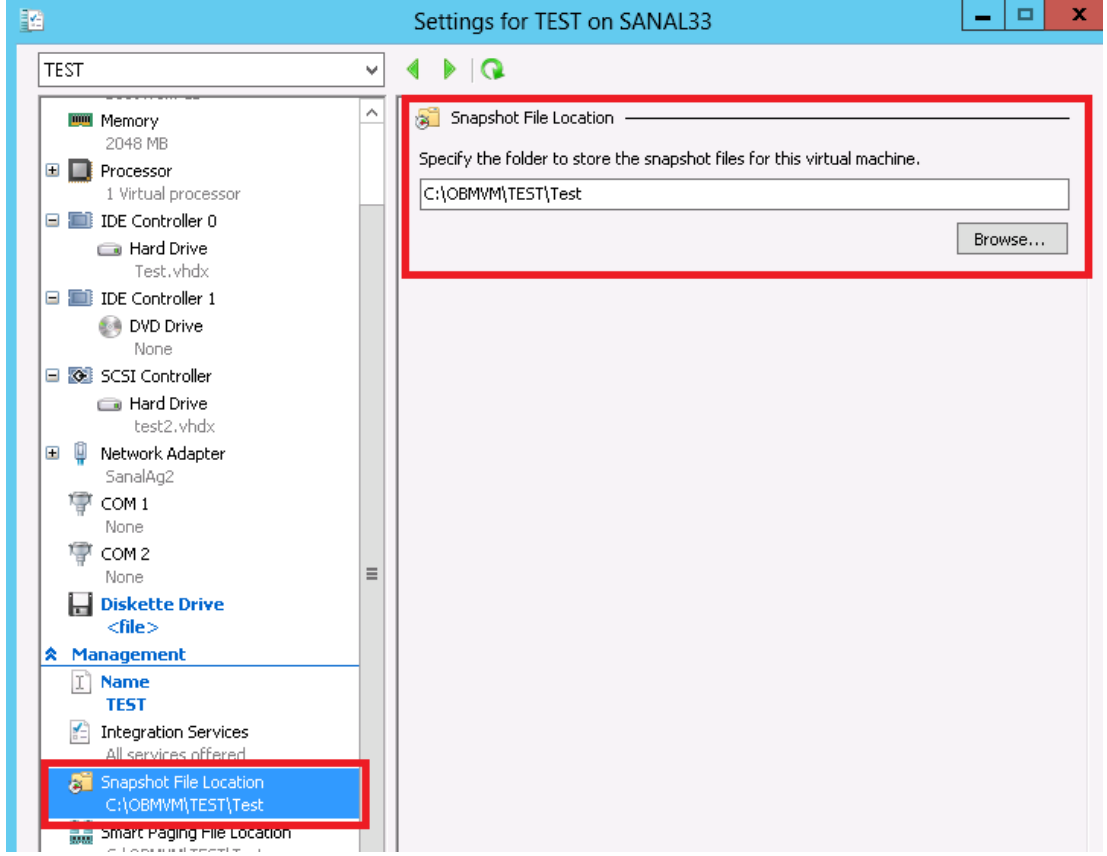 Settings for TEST on SANAL33
TEST
Memory
2048 MB
Processor
1 Virtual processor
IDE Controller 0
Hard Drive
Test.vhdx
IDE Controller 1
DVD Drive
None
SCSI Controller
Hard Drive
test2.vhdx
Network Adapter
SanalAg2
COM 1
None
COM 2
None
Diskette Drive
<file>
Management
Name
TEST
Integration Services
All services offered
Snapshot File Location
C:\OBMVM\TEST\Test
Smart Paging File Location
Snapshot File Location
Specify the folder to store the snapshot files for this virtual machine.
C:\OBMVM\TEST\Test
Browse...